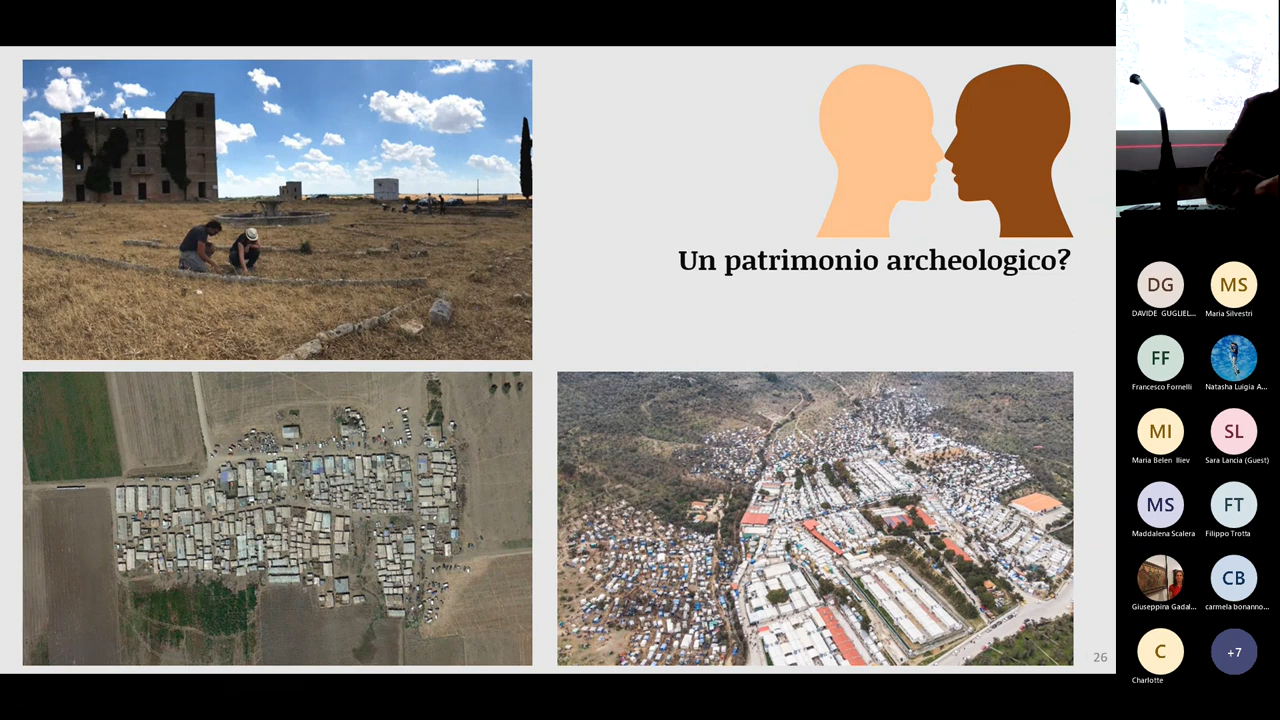 Un patrimonio archeologico?
26
DG
MS
DAVIDE GUGLIEL...
Maria Silvestri
FF
Francesco Fornelli
Natasha Luigia A...
MI
SL
Maria Belen Iliev
Sara Lancia (Guest)
MS
FT
Maddalena Scalera
Filippo Trotta
CB
Giuseppina Gadal...
carmela bonanno...
C
+7
Charlotte